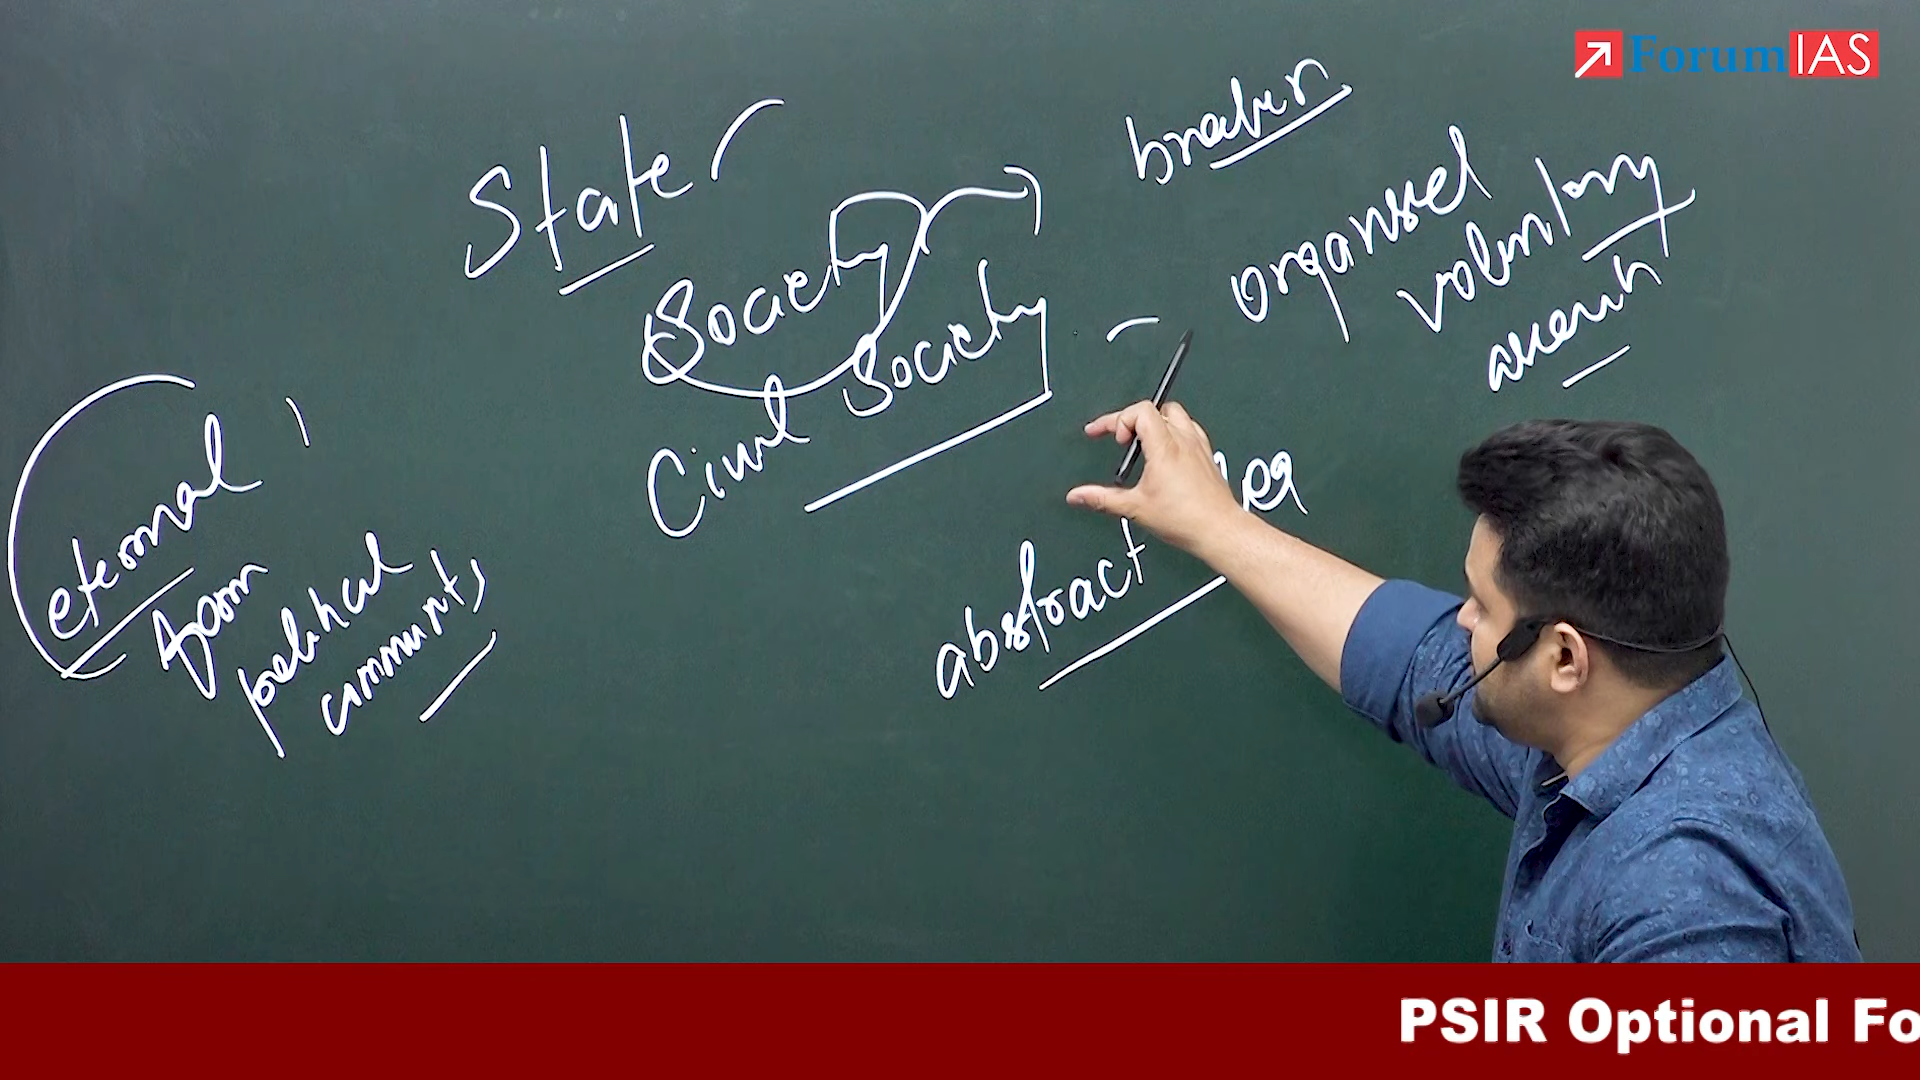 ForumIAS
State
Society
broader
Civil Society
organised
voluntary
eternal
form
political
community
abstract
PSIR Optional Fo